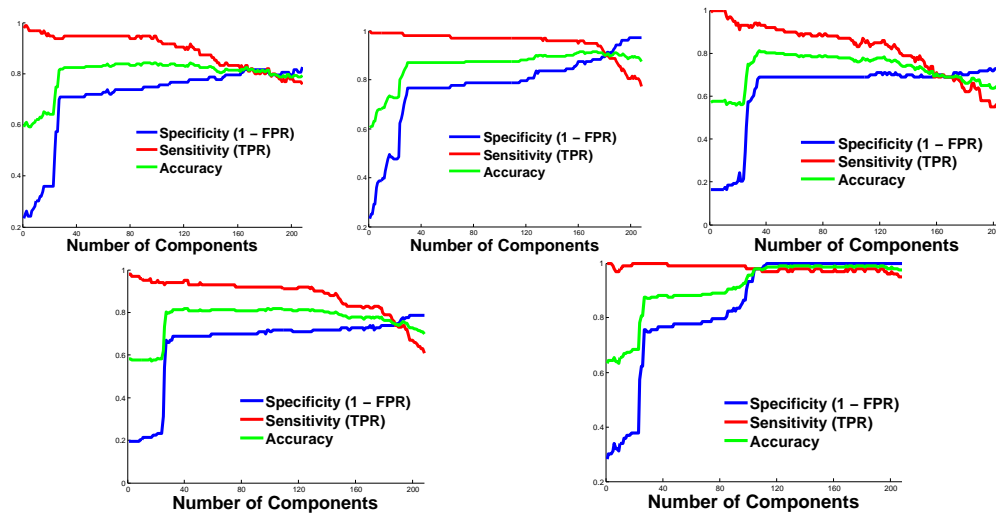 1
0.8
0.6
0.4
0.2
0 40 80 120 160 200
Number of Components
Specificity (1 − FPR)
Sensitivity (TPR)
Accuracy
1
0.8
0.6
0.4
0.2
0 40 80 120 160 200
Number of Components
Specificity (1 − FPR)
Sensitivity (TPR)
Accuracy
1
0.8
0.6
0.4
0.2
0
0 40 80 120 160 200
Number of Components
Specificity (1 − FPR)
Sensitivity (TPR)
Accuracy
1
0.8
0.6
0.4
0.2
0
0 40 80 120 160 200
Number of Components
Specificity (1 − FPR)
Sensitivity (TPR)
Accuracy
1
0.8
0.6
0.4
0.2
0 40 80 120 160 200
Number of Components
Specificity (1 − FPR)
Sensitivity (TPR)
Accuracy